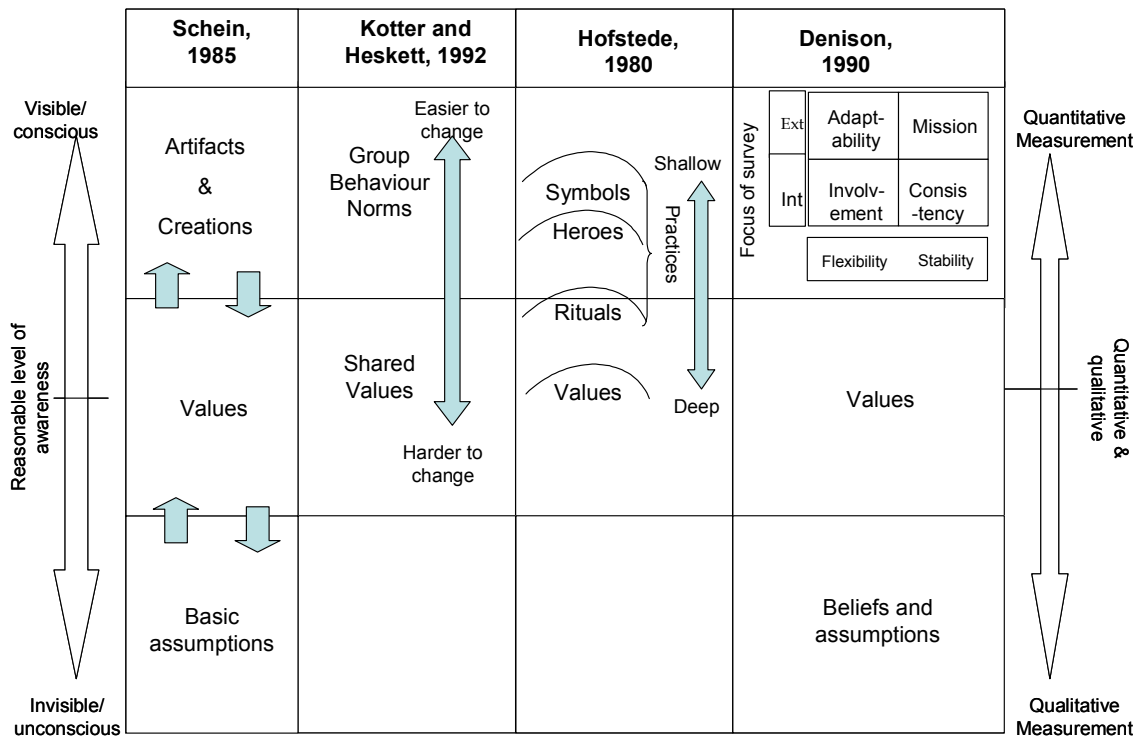 Schein,
1985
Kotter and
Heskett, 1992
Hofstede,
1980
Denison,
1990
Visible/
conscious
Reasonable level of
awareness
Invisible/
unconscious
Artifacts
&
Creations
Values
Basic
assumptions
Easier to
change
Group
Behaviour
Norms
Shared
Values
Harder to
change
Symbols
Heroes
Rituals
Values
Practices
Shallow
Deep
Focus of survey
Ext
Int
Adapt-
ability
Mission
Involv-
ement
Consis
-tency
Flexibility Stability
Values
Beliefs and
assumptions
Quantitative
Measurement
Quantitative &
qualitative
Qualitative
Measurement